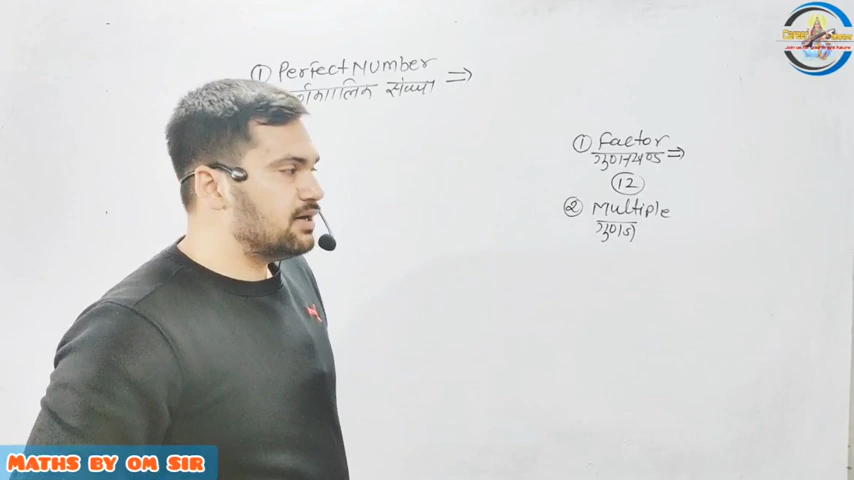 ① Perfect Number
संख्या ⇒
① Factor
गुणनखण्ड ⇒
12
② Multiple
गुणज
MATHS BY OM SIR